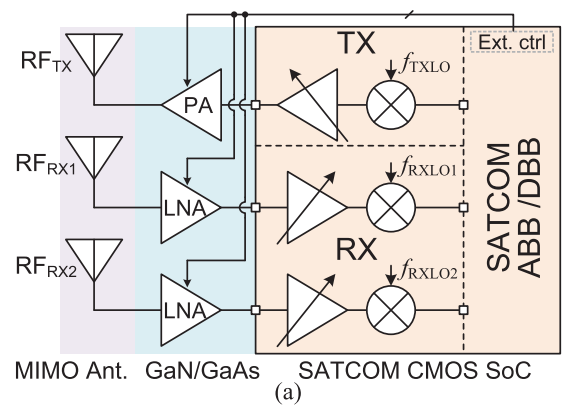 TX
Ext. ctrl
RF_TX
PA
f_TXLO
RF_RX1
LNA
f_RXLO1
SATCOM
ABB /DBB
RX
RF_RX2
LNA
f_RXLO2
MIMO Ant.
GaN/GaAs
SATCOM CMOS SoC
(a)